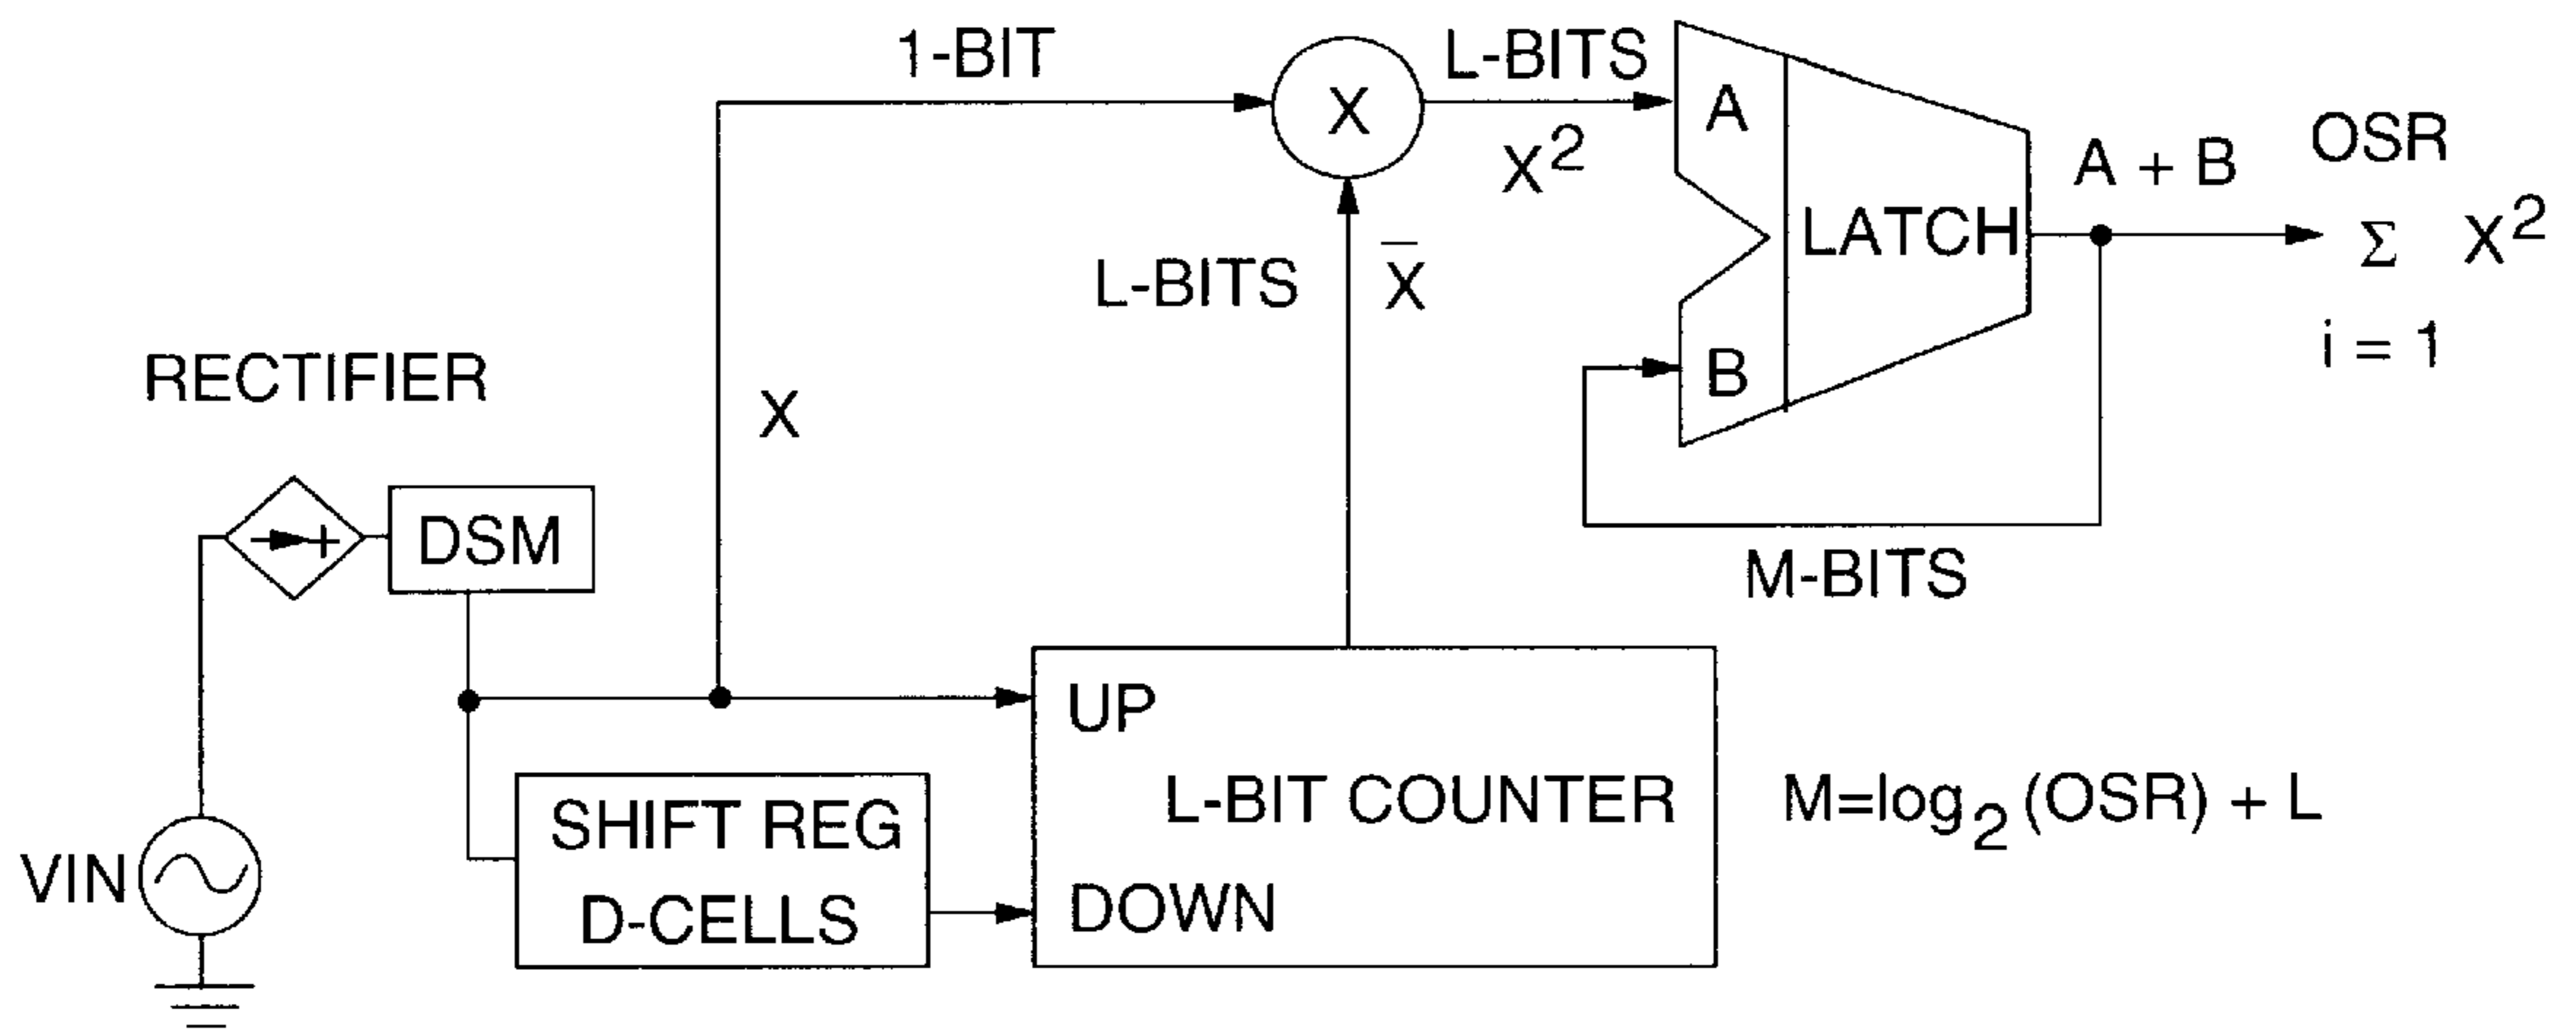 1-BIT
X
L-BITS
X²
A
LATCH
A + B
OSR
Σ X²
i = 1
L-BITS
X̅
B
M-BITS
RECTIFIER
X
DSM
VIN
SHIFT REG
D-CELLS
UP
L-BIT COUNTER
DOWN
M=log₂ (OSR) + L